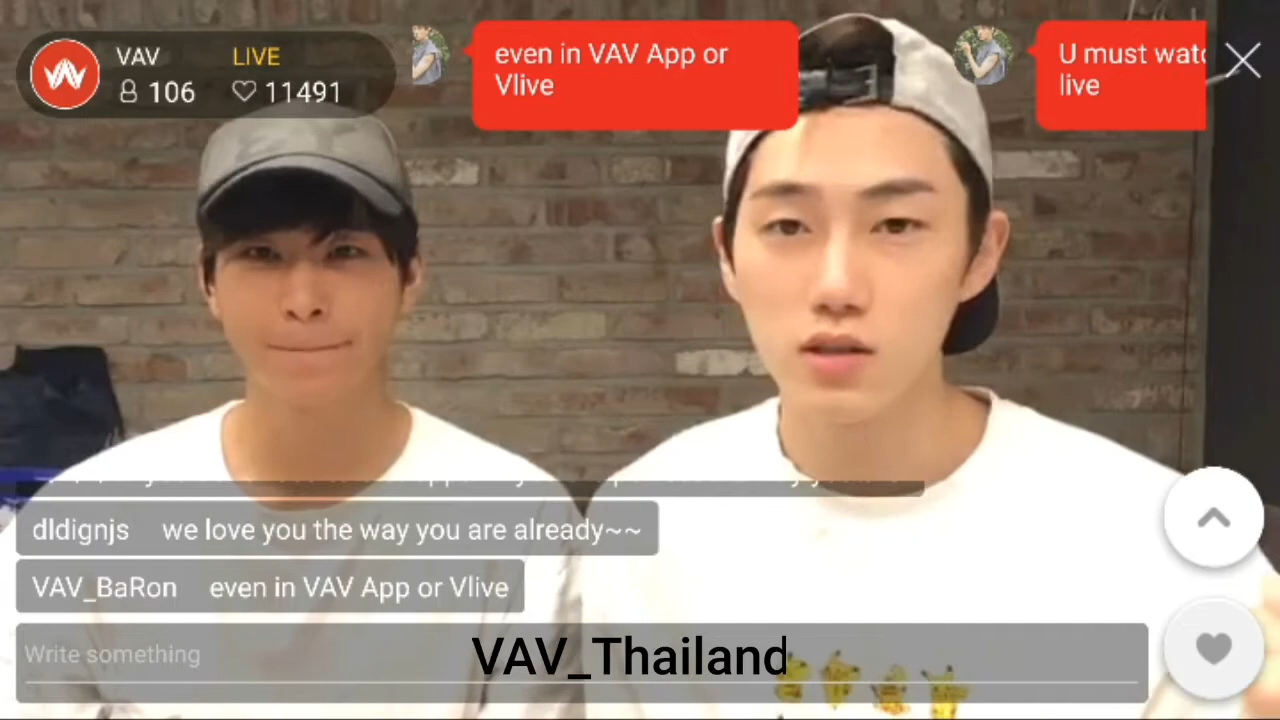 VAV LIVE
106 11491
even in VAV App or
Vlive
U must
live
dldignjs we love you the way you are already~~
VAV_BaRon even in VAV App or Vlive
Write something
VAV_Thailand